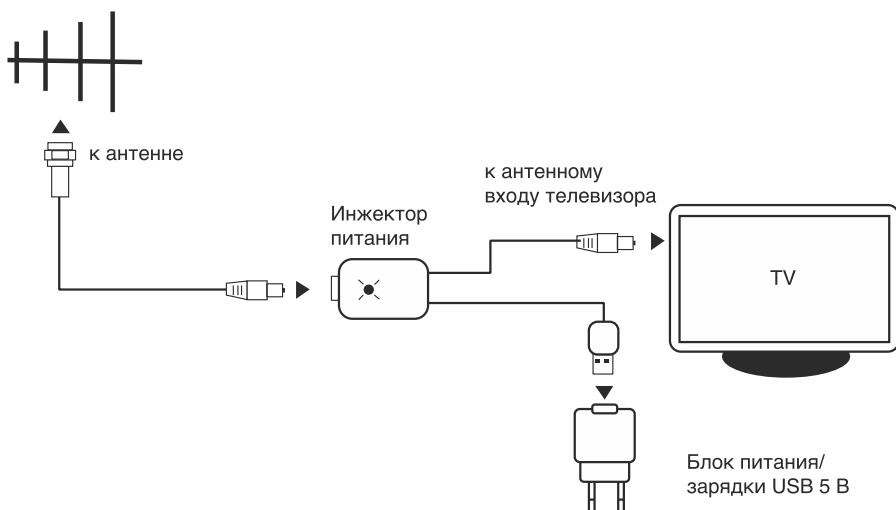 к антенне
к антенному
входу телевизора
Инжектор
питания
TV
Блок питания/
зарядки USB 5 В